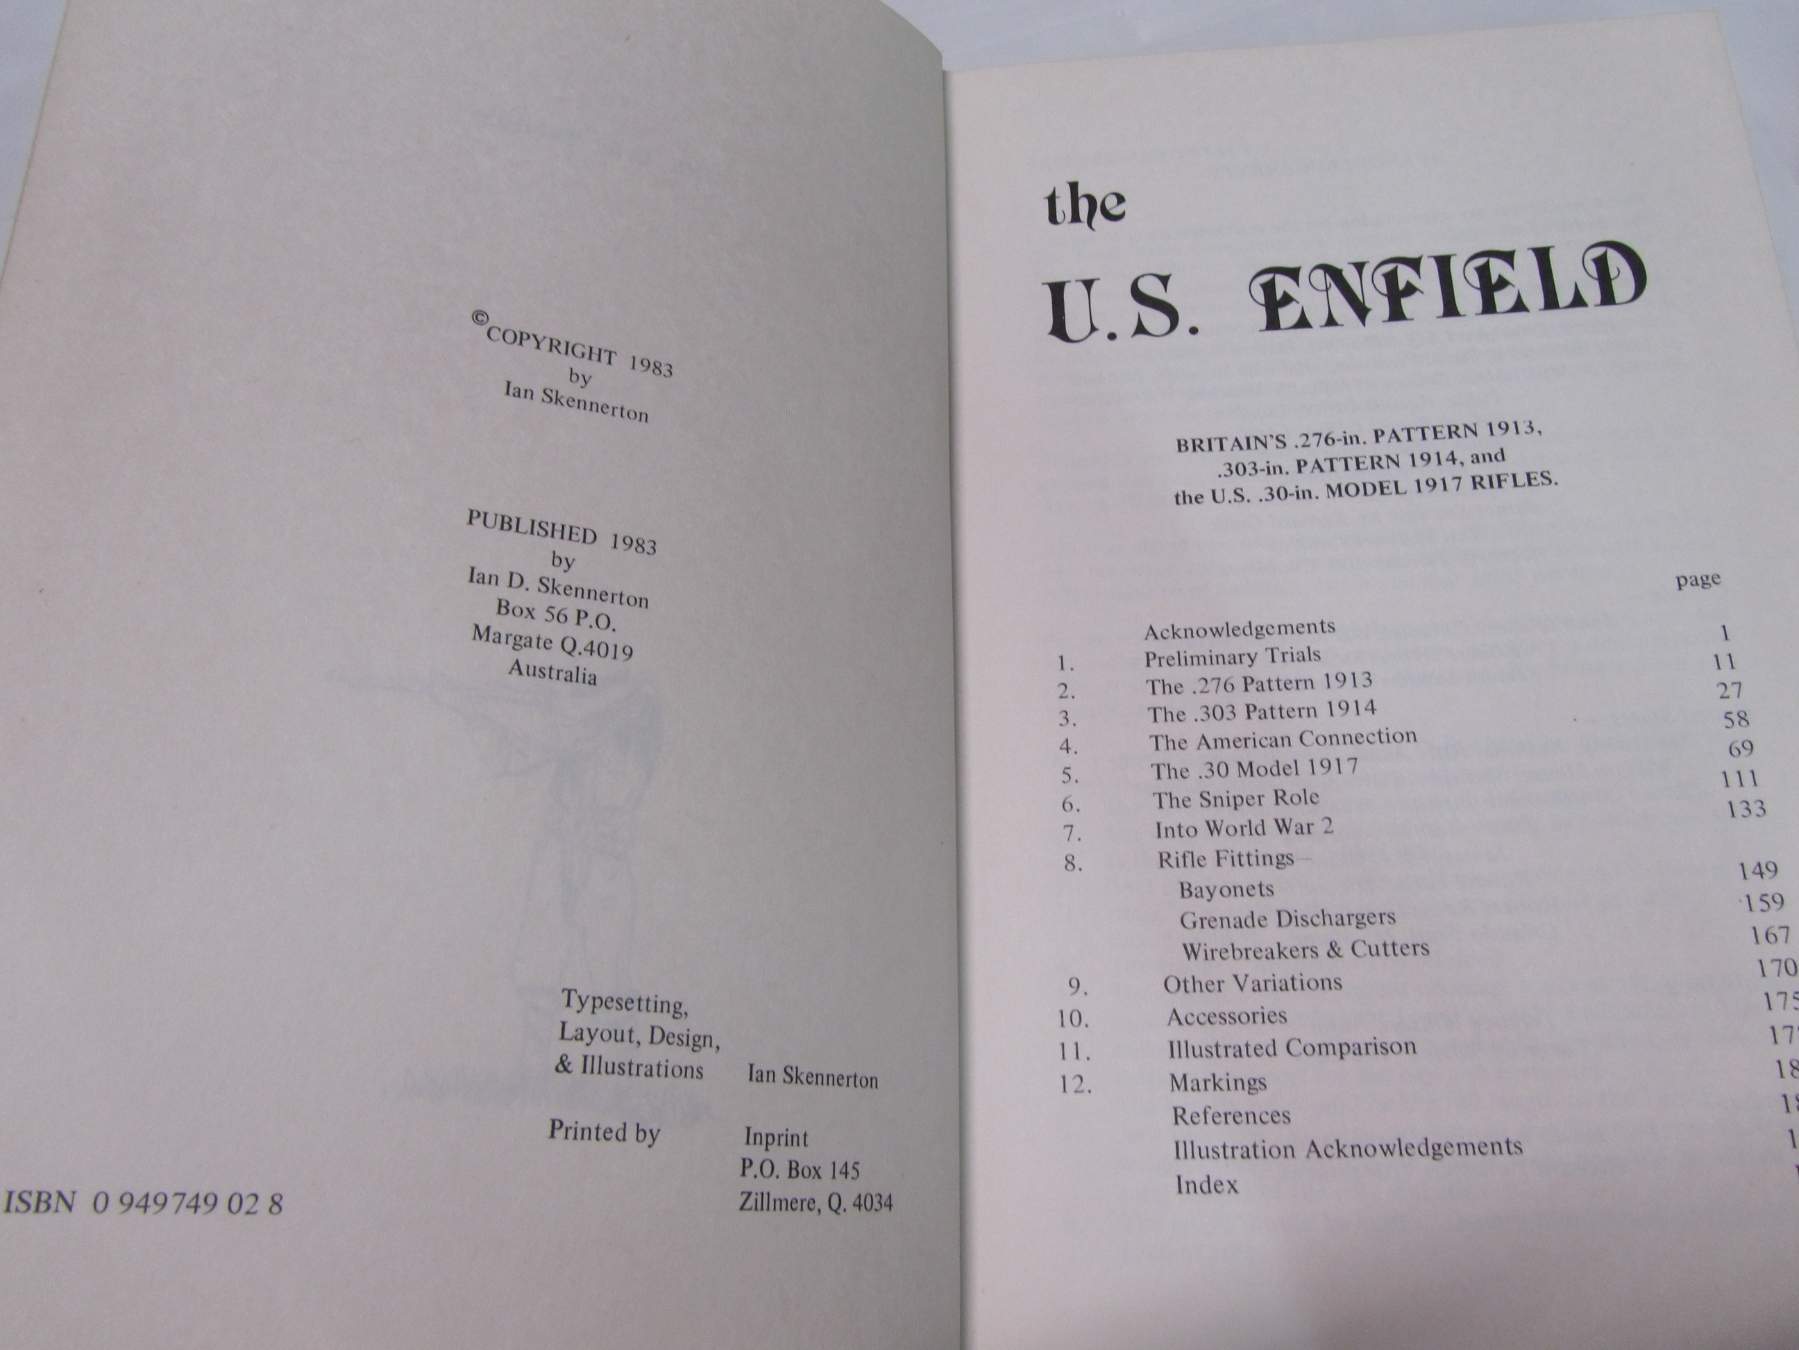 ©
COPYRIGHT 1983
by
Ian Skennerton
PUBLISHED 1983
by
Ian D. Skennerton
Box 56 P.O.
Margate Q.4019
Australia
Typesetting,
Layout, Design,
& Illustrations Ian Skennerton
Printed by Inprint
P.O. Box 145
Zillmere, Q. 4034
ISBN 0 949749 02 8
the
U.S. ENFIELD
BRITAIN'S .276-in. PATTERN 1913,
.303-in. PATTERN 1914, and
the U.S. .30-in. MODEL 1917 RIFLES.
page
Acknowledgements
1. Preliminary Trials 1
2. The .276 Pattern 1913 11
3. The .303 Pattern 1914 27
4. The American Connection 58
5. The .30 Model 1917 69
6. The Sniper Role 111
7. Into World War 2 133
8. Rifle Fittings—
Bayonets 149
Grenade Dischargers 159
Wirebreakers & Cutters 167
9. Other Variations 170
10. Accessories 175
11. Illustrated Comparison
12. Markings
References
Illustration Acknowledgements
Index